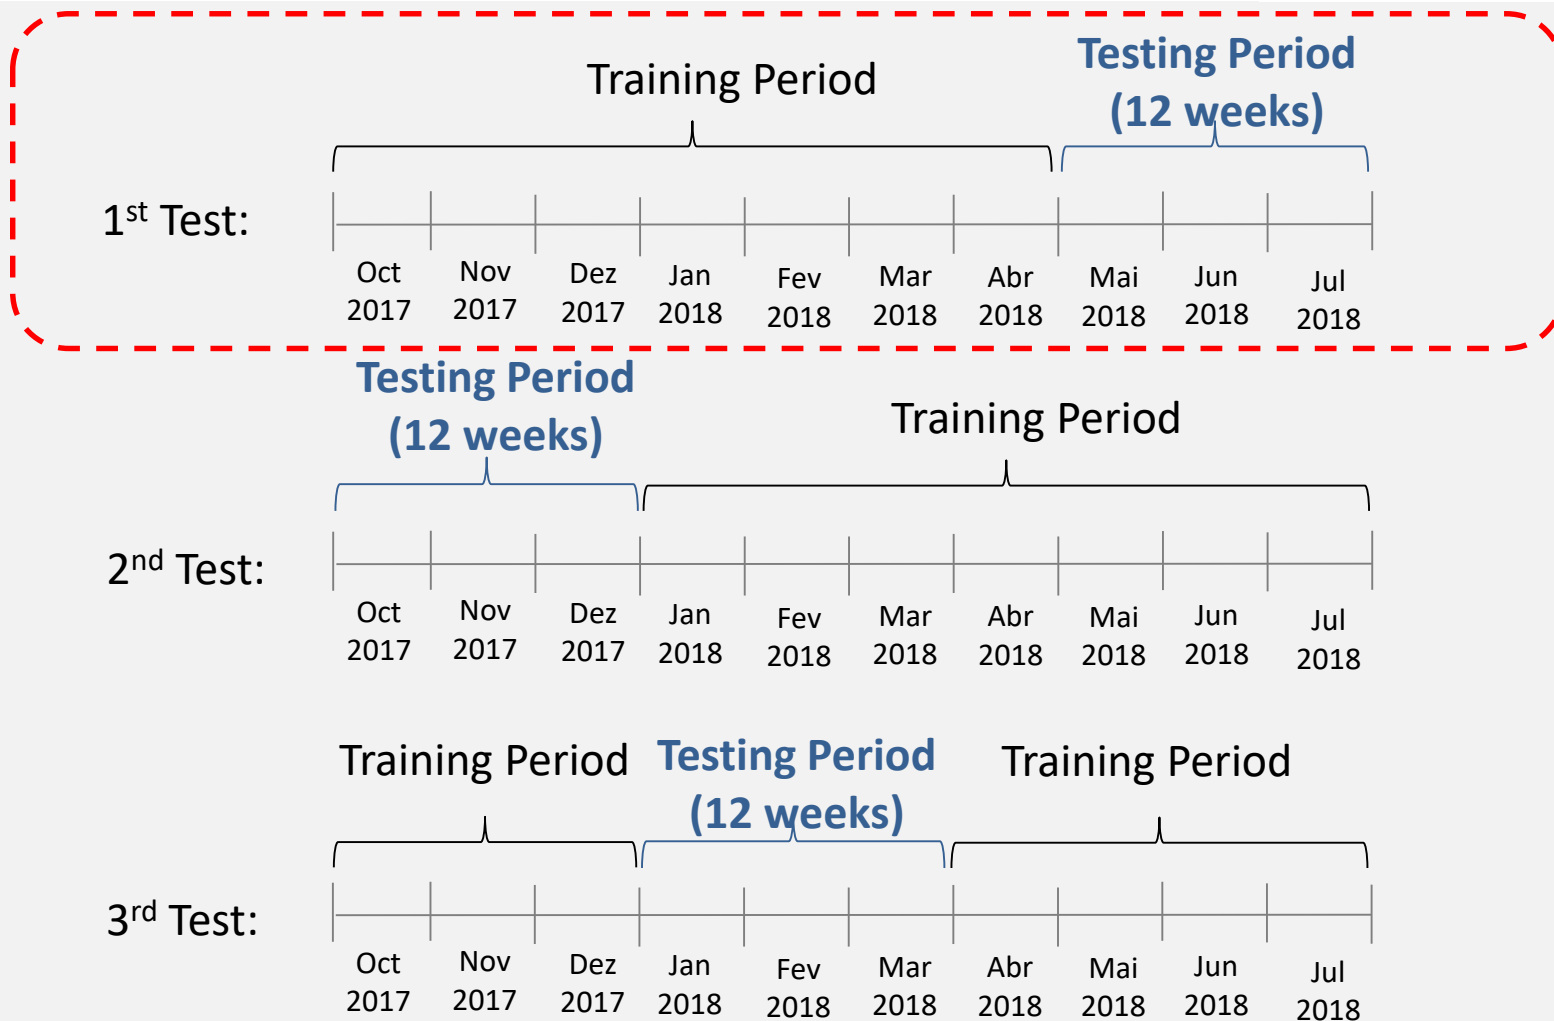 Testing Period
(12 weeks)
Training Period
1st Test:
Oct 2017 Nov 2017 Dez 2017 Jan 2018 Fev 2018 Mar 2018 Abr 2018 Mai 2018 Jun 2018 Jul 2018
Testing Period
(12 weeks)
Training Period
2nd Test:
Oct 2017 Nov 2017 Dez 2017 Jan 2018 Fev 2018 Mar 2018 Abr 2018 Mai 2018 Jun 2018 Jul 2018
Training Period
Testing Period
(12 weeks)
Training Period
3rd Test:
Oct 2017 Nov 2017 Dez 2017 Jan 2018 Fev 2018 Mar 2018 Abr 2018 Mai 2018 Jun 2018 Jul 2018